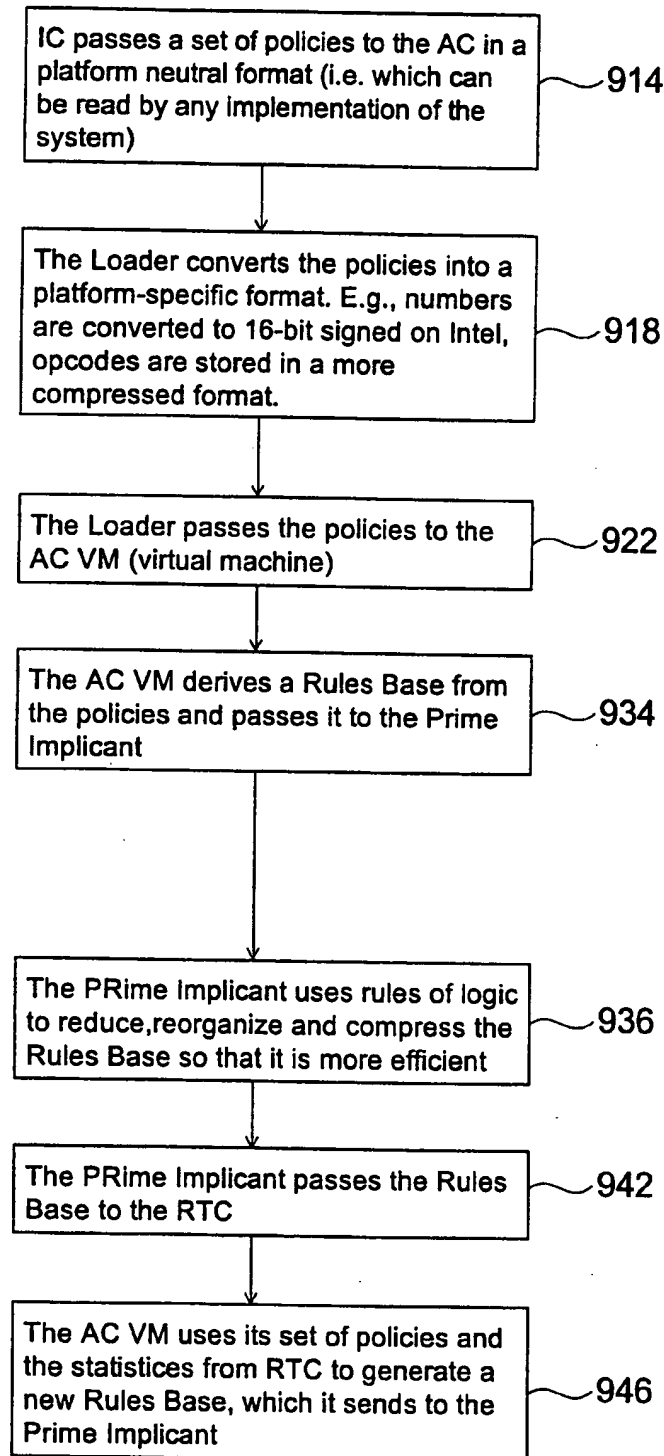 IC passes a set of policies to the AC in a
platform neutral format (i.e. which can
be read by any implementation of the
system)
914
The Loader converts the policies into a
platform-specific format. E.g., numbers
are converted to 16-bit signed on Intel,
opcodes are stored in a more
compressed format.
918
The Loader passes the policies to the
AC VM (virtual machine)
922
The AC VM derives a Rules Base from
the policies and passes it to the Prime
Implicant
934
The PRime Implicant uses rules of logic
to reduce,reorganize and compress the
Rules Base so that it is more efficient
936
The PRime Implicant passes the Rules
Base to the RTC
942
The AC VM uses its set of policies and
the statistices from RTC to generate a
new Rules Base, which it sends to the
Prime Implicant
946